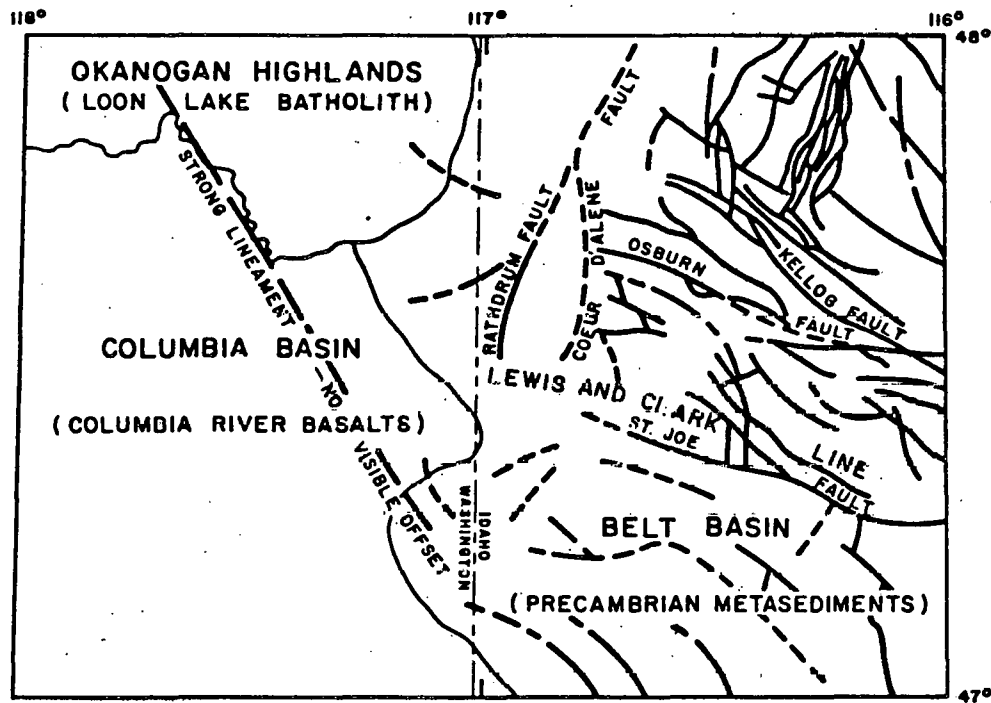 118°
117°
116°
48°
OKANOGAN HIGHLANDS
( LOON LAKE BATHOLITH )
STRONG LINEAMENT - NO VISIBLE OFFSET
RATHDRUM FAULT
FAULT
COEUR D'ALENE
OSBURN
FAULT
KELLOG FAULT
COLUMBIA BASIN
( COLUMBIA RIVER BASALTS )
LEWIS AND CLARK
LINE
ST. JOE
FAULT
IDAHO
WASHINGTON
BELT BASIN
( PRECAMBRIAN METASEDIMENTS )
47°